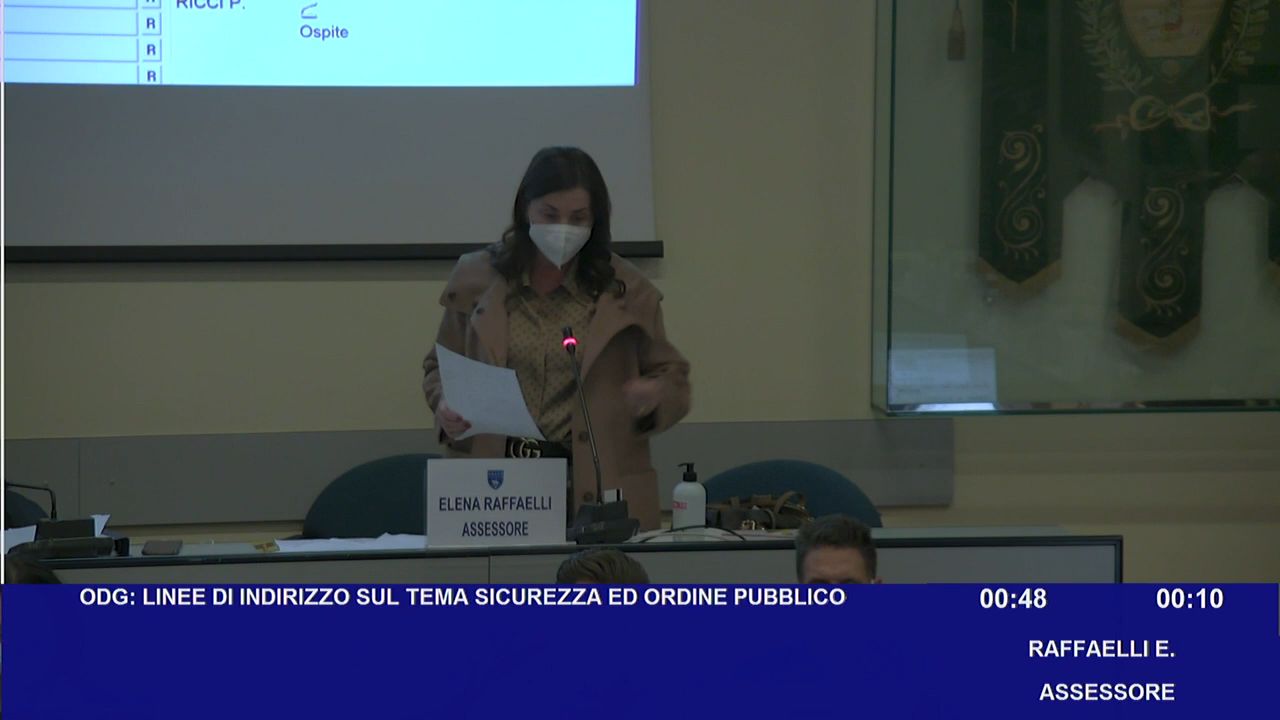 R
RICCI P.
R
Ospite
R
R
ELENA RAFFAELLI
ASSESSORE
ODG: LINEE DI INDIRIZZO SUL TEMA SICUREZZA ED ORDINE PUBBLICO
00:48
00:10
RAFFAELLI E.
ASSESSORE